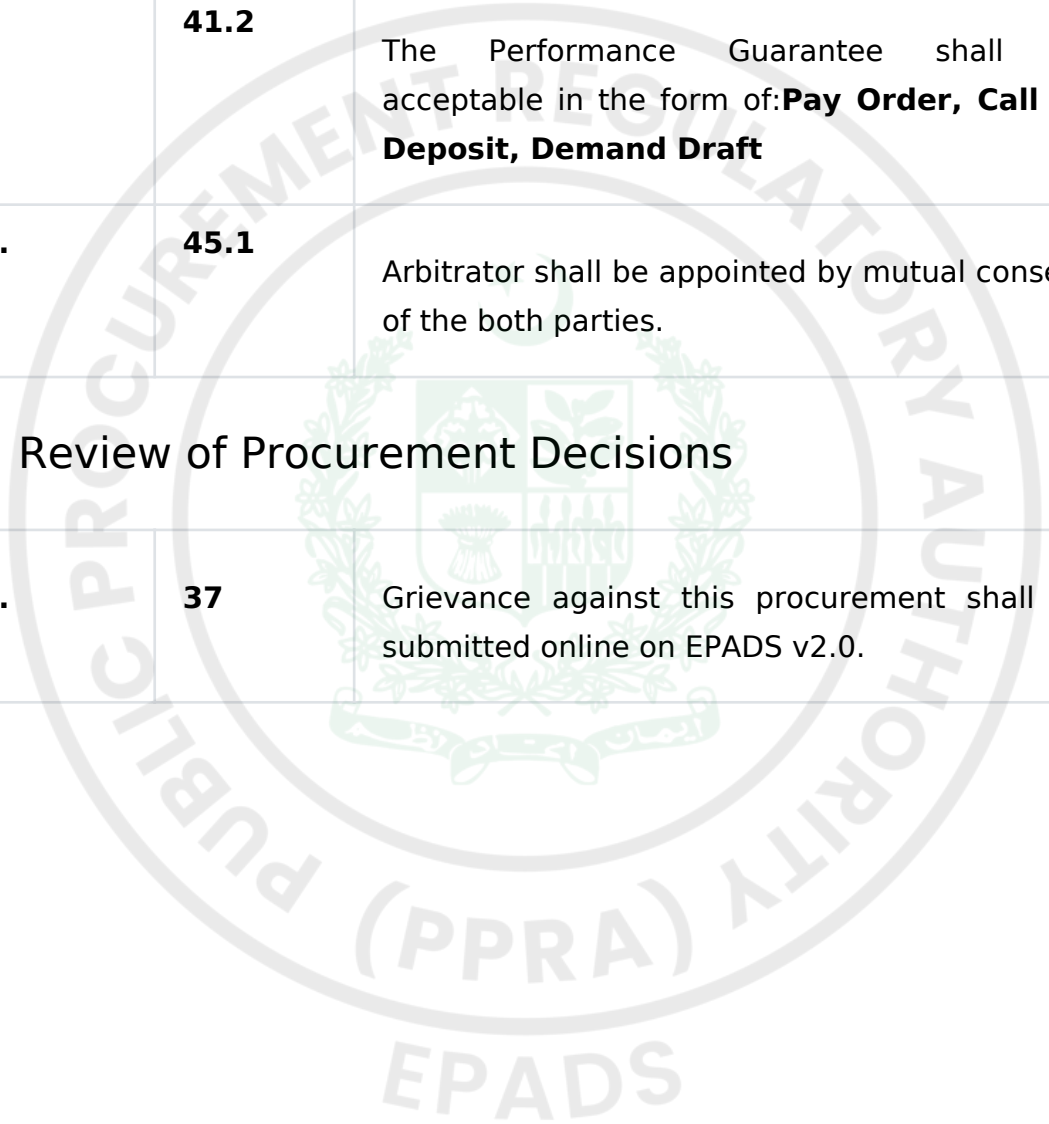 41.2
The Performance Guarantee shall
acceptable in the form of:Pay Order, Call
Deposit, Demand Draft
. 45.1
Arbitrator shall be appointed by mutual
of the both parties.
Review of Procurement Decisions
. 37 Grievance against this procurement shall
submitted online on EPADS v2.0.
PUBLIC PROCUREMENT REGULATORY AUTHORITY
(PPRA)
EPADS